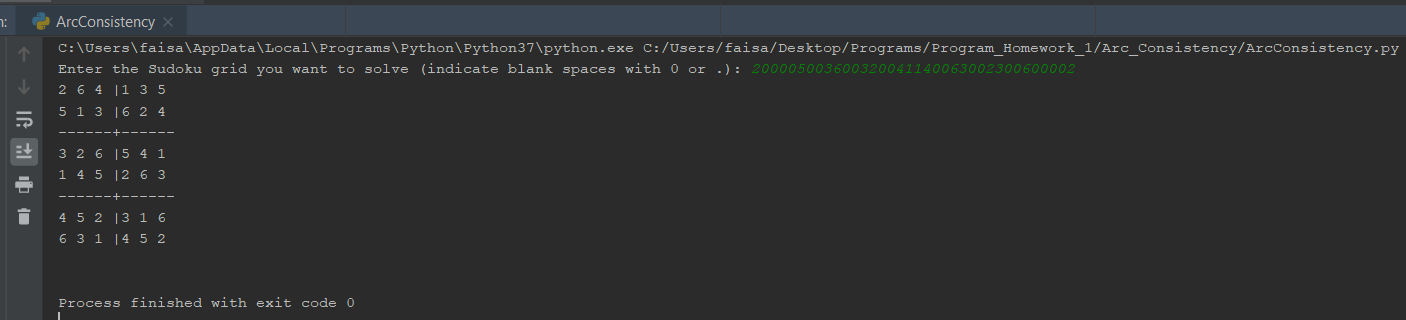 n:
ArcConsistency ×
C:\Users\faisa\AppData\Local\Programs\Python\Python37\python.exe C:/Users/faisa/Desktop/Programs/Program_Homework_1/Arc_Consistency/ArcConsistency.py
Enter the Sudoku grid you want to solve (indicate blank spaces with 0 or .): 200005003600320041140063002300600002
2 6 4 |1 3 5
5 1 3 |6 2 4
------+------
3 2 6 |5 4 1
1 4 5 |2 6 3
------+------
4 5 2 |3 1 6
6 3 1 |4 5 2
Process finished with exit code 0